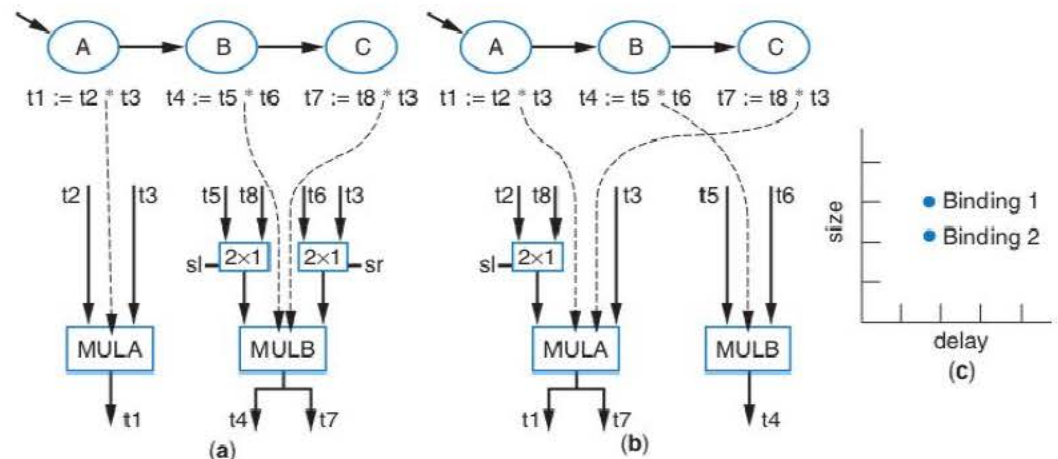 A B C A B C
t1 := t2 * t3 t4 := t5 * t6 t7 := t8 * t3 t1 := t2 * t3 t4 := t5 * t6 t7 := t8 * t3
t2 t3 t5 t8 t6 t3 t2 t8 t3 t5 t6
sl 2×1 2×1 sr sl 2×1
MULA MULB MULA MULB
t1 t4 t7 t1 t7 t4
(a) (b)
size
Binding 1
Binding 2
delay
(c)